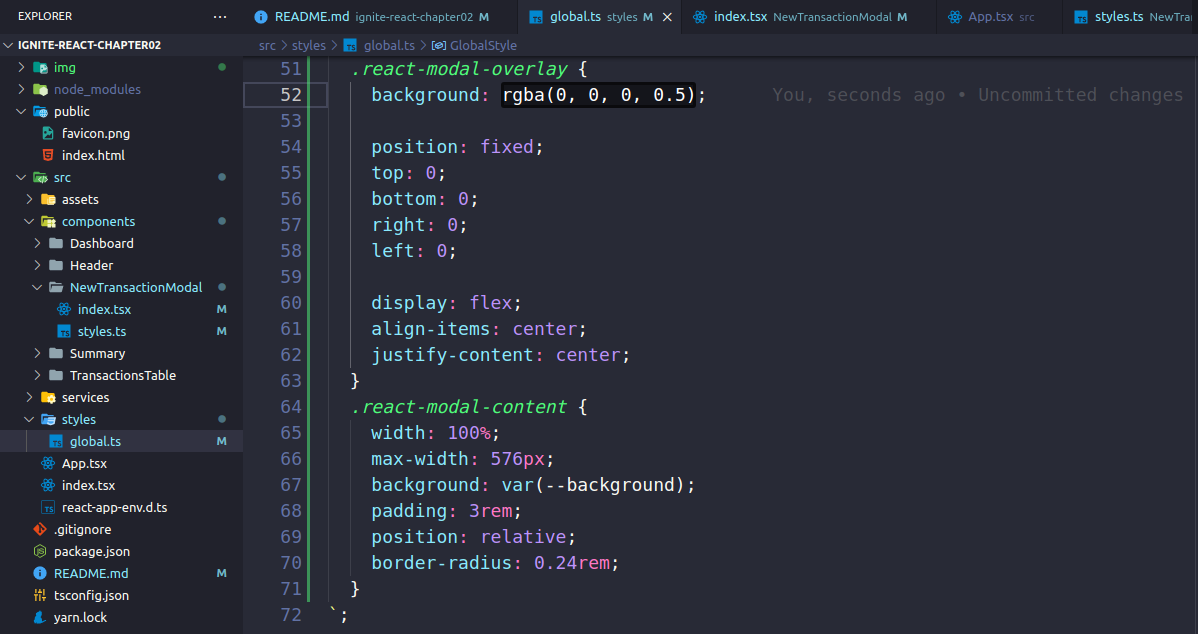 EXPLORER ...
README.md ignite-react-chapter02 M
global.ts styles M
index.tsx NewTransactionModal M
App.tsx src
styles.ts NewTra
IGNITE-REACT-CHAPTER02
img
node_modules
public
favicon.png
index.html
src
assets
components
Dashboard
Header
NewTransactionModal
index.tsx M
styles.ts M
Summary
TransactionsTable
services
styles
global.ts M
App.tsx
index.tsx
react-app-env.d.ts
.gitignore
package.json
README.md M
tsconfig.json
yarn.lock
src > styles > global.ts > GlobalStyle
51 .react-modal-overlay {
52 background: rgba(0, 0, 0, 0.5); You, seconds ago • Uncommitted changes
53
54 position: fixed;
55 top: 0;
56 bottom: 0;
57 right: 0;
58 left: 0;
59
60 display: flex;
61 align-items: center;
62 justify-content: center;
63 }
64 .react-modal-content {
65 width: 100%;
66 max-width: 576px;
67 background: var(--background);
68 padding: 3rem;
69 position: relative;
70 border-radius: 0.24rem;
71 }
72 `;